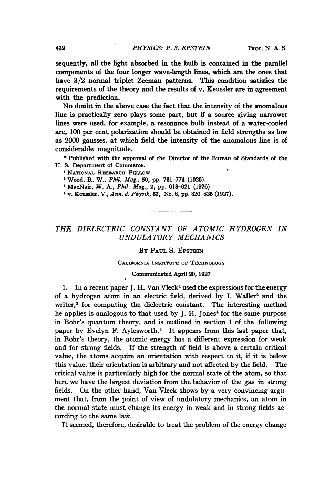 432 PHYSICS: P. S. EPSTEIN PROC. N. A. S.
sequently, all the light absorbed in the bulb is contained in the parallel
components of the four longer wave-length lines, which are the ones that
have 3/2 normal triplet Zeeman patterns. This condition satisfies the
requirements of the theory and the results of v. Keussler are in agreement
with the prediction.
No doubt in the above case the fact that the intensity of the anomalous
line is practically zero plays some part, but if a source giving narrower
lines were used, for example, a resonance bulb instead of a water-cooled
arc, 100 per cent polarization should be obtained in field strengths as low
as 2000 gausses, at which field the intensity of the anomalous line is of
considerable magnitude.
* Published with the approval of the Director of the Bureau of Standards of the
U. S. Department of Commerce.
¹ NATIONAL RESEARCH FELLOW
² Wood, R. W., Phil. Mag., 50, pp. 761–774 (1925).
³ MacNair, W. A., Phil. Mag., 2, pp. 613–621 (1926).
⁴ v. Keussler, V., Ann. d. Physik, 82, No. 6, pp. 820–828 (1927).
THE DIELECTRIC CONSTANT OF ATOMIC HYDROGEN IN
UNDULATORY MECHANICS
BY PAUL S. EPSTEIN
CALIFORNIA INSTITUTE OF TECHNOLOGY
Communicated April 20, 1927
1. In a recent paper J. H. Van Vleck¹ used the expressions for the energy
of a hydrogen atom in an electric field, derived by I. Waller² and the
writer,³ for computing the dielectric constant. The interesting method
he applies is analogous to that used by J. H. Jones⁴ for the same purpose
in Bohr's quantum theory, and is outlined in section 1 of the following
paper by Evelyn F. Aylesworth.⁵ It appears from this last paper that,
in Bohr's theory, the atomic energy has a different expression for weak
and for strong fields. If the strength of field is above a certain critical
value, the atoms acquire an orientation with respect to it, if it is below
this value, their orientation is arbitrary and not affected by the field. The
critical value is particularly high for the normal state of the atom, so that
here we have the largest deviation from the behavior of the gas in strong
fields. On the other hand, Van Vleck shows by a very convincing argu-
ment that, from the point of view of undulatory mechanics, an atom in
the normal state must change its energy in weak and in strong fields ac-
cording to the same law.
It seemed, therefore, desirable to treat the problem of the energy change